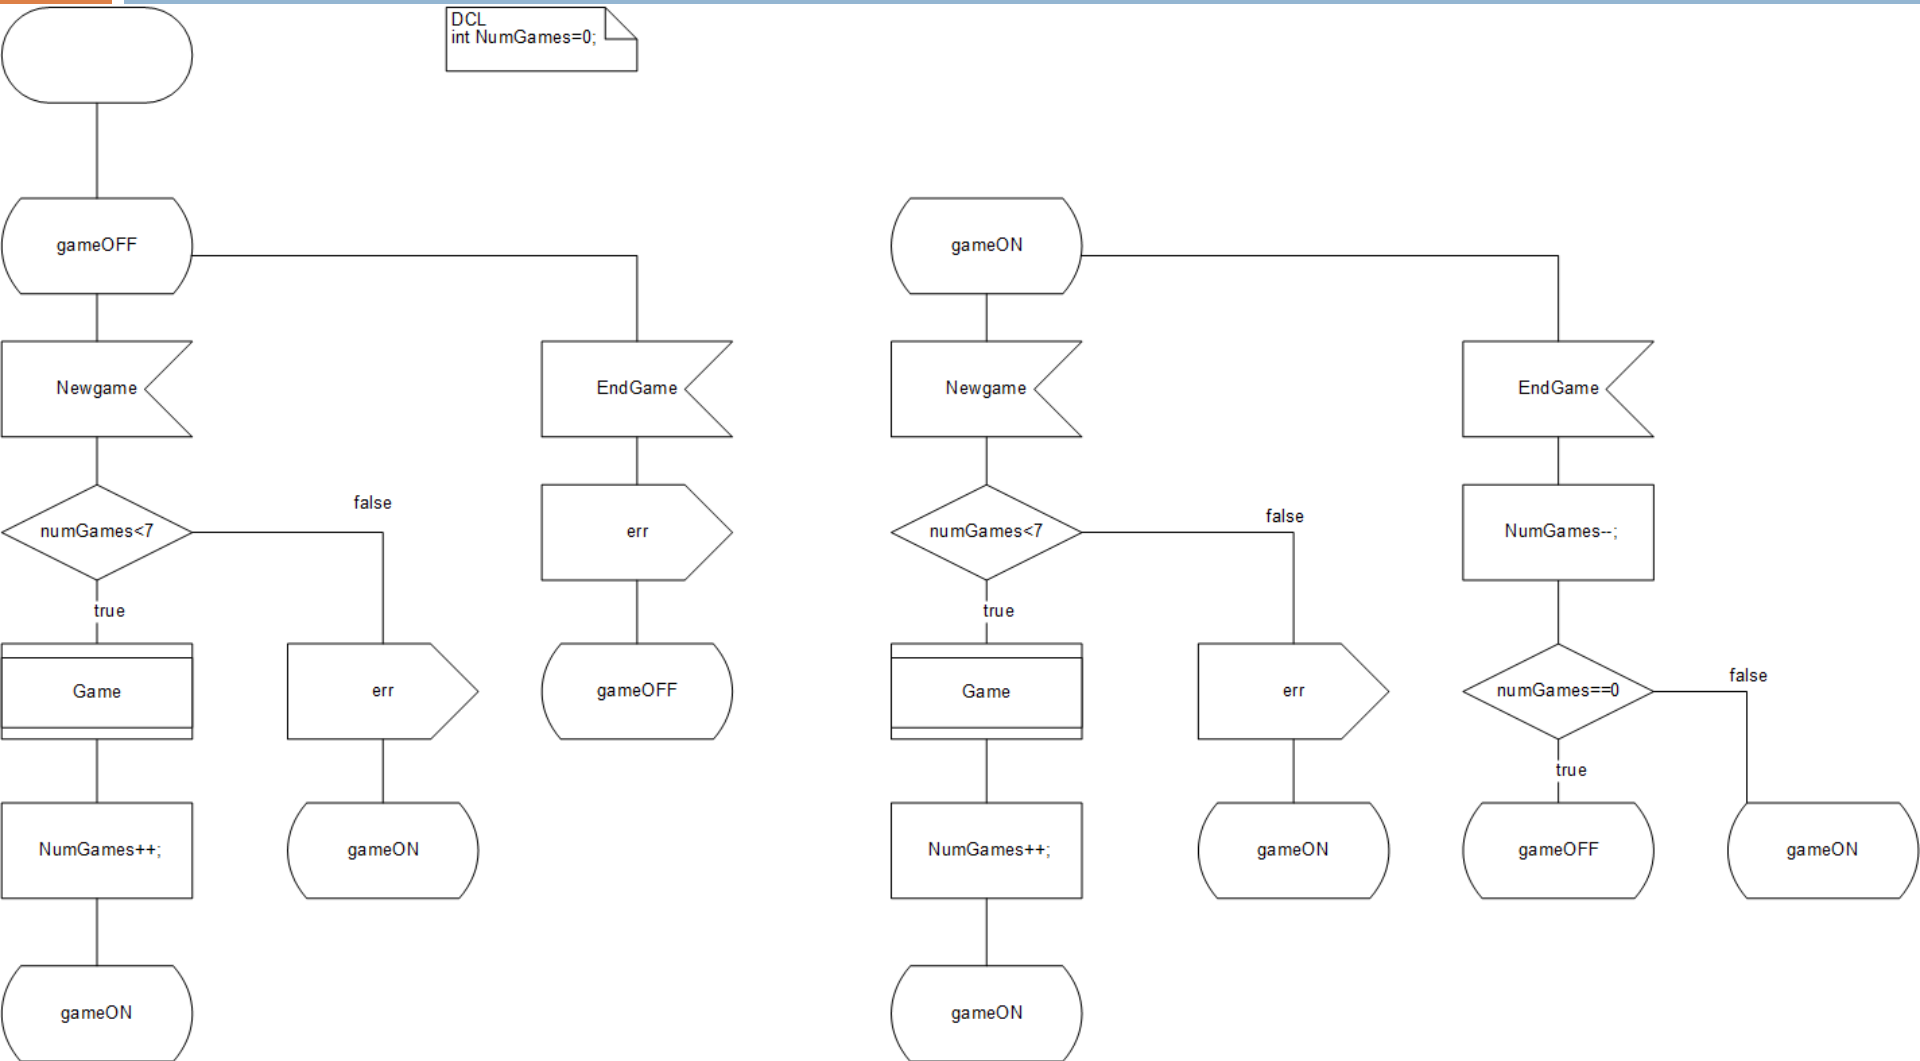 DCL
int NumGames=0;
gameOFF
Newgame
EndGame
numGames<7
false
true
err
Game
err
gameOFF
NumGames++;
gameON
gameON
gameON
Newgame
EndGame
numGames<7
false
true
NumGames--;
Game
err
numGames==0
false
true
NumGames++;
gameON
gameOFF
gameON
gameON